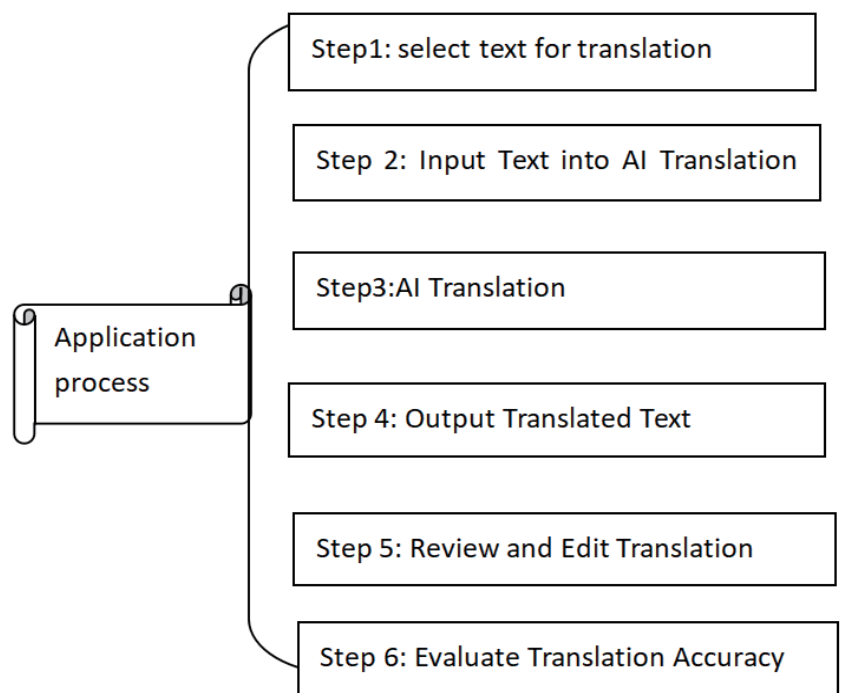 Step1: select text for translation
Step 2: Input Text into AI Translation
Step3:AI Translation
Application
process
Step 4: Output Translated Text
Step 5: Review and Edit Translation
Step 6: Evaluate Translation Accuracy